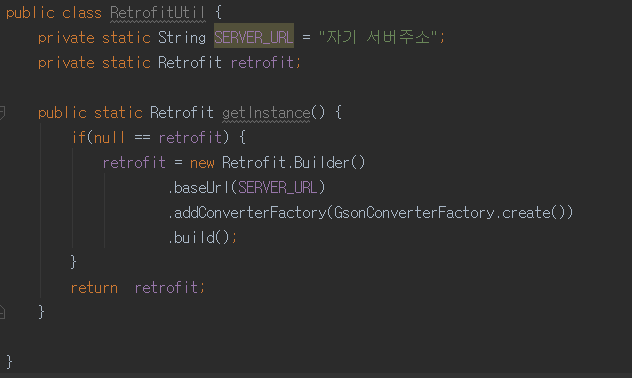 public class RetrofitUtil {
    private static String SERVER_URL = "자기 서버주소";
    private static Retrofit retrofit;

    public static Retrofit getInstance() {
        if(null == retrofit) {
            retrofit = new Retrofit.Builder()
                    .baseUrl(SERVER_URL)
                    .addConverterFactory(GsonConverterFactory.create())
                    .build();
        }
        return  retrofit;
    }

}